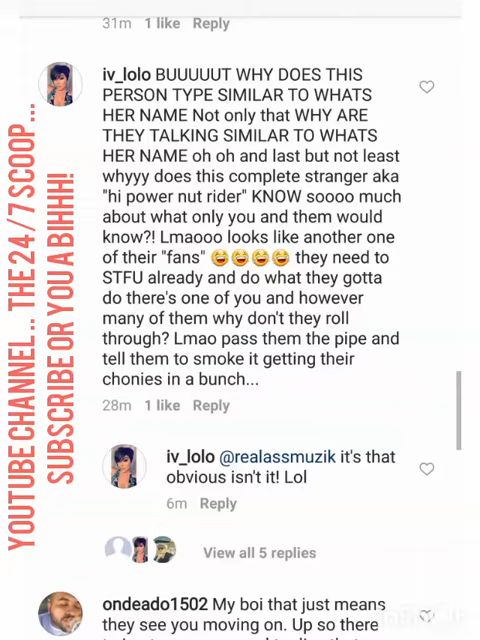 31m 1 like Reply
iv_lolo BUUUUUT WHY DOES THIS
PERSON TYPE SIMILAR TO WHATS
HER NAME Not only that WHY ARE
THEY TALKING SIMILAR TO WHATS
HER NAME oh oh and last but not least
whyyy does this complete stranger aka
"hi power nut rider" KNOW soooo much
about what only you and them would
know?! Lmaooo looks like another one
of their "fans" 😂😂😂😂 they need to
STFU already and do what they gotta
do there's one of you and however
many of them why don't they roll
through? Lmao pass them the pipe and
tell them to smoke it getting their
chonies in a bunch...
28m 1 like Reply
iv_lolo @realassmuzik it's that
obvious isn't it! Lol
6m Reply
View all 5 replies
ondeado1502 My boi that just means
they see you moving on. Up so there
YOUTUBE CHANNEL .. THE 24 / 7 SCOOP...
SUBSCRIBE OR YOU A BIHHH!